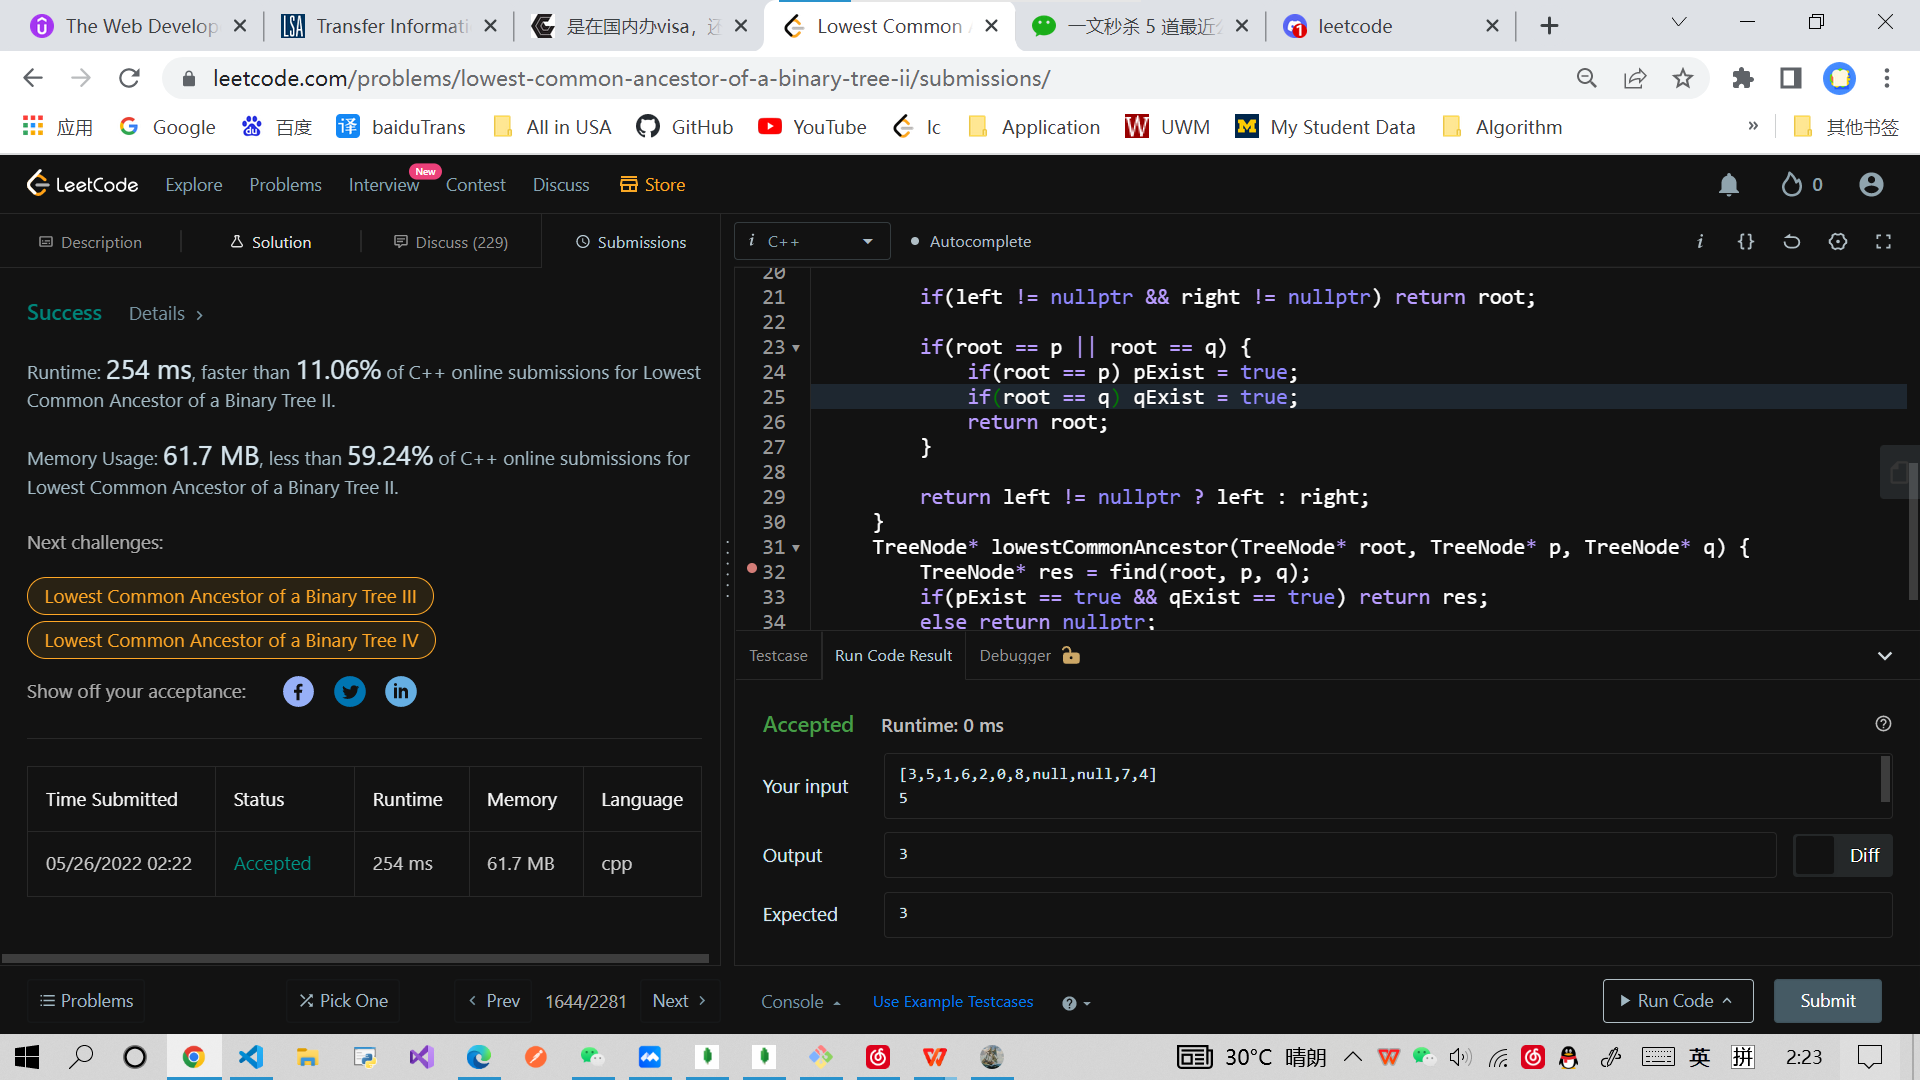 The Web Develop
Transfer Informati
是在国内办visa，还
Lowest Common A
一文秒杀 5 道最近公
leetcode
leetcode.com/problems/lowest-common-ancestor-of-a-binary-tree-ii/submissions/
应用
Google
百度
译 baiduTrans
All in USA
GitHub
YouTube
lc
Application
UWM
My Student Data
Algorithm
»
其他书签
LeetCode
Explore
Problems
Interview
New
Contest
Discuss
Store
0
Description
Solution
Discuss (229)
Submissions
i C++
Autocomplete
Success Details >
Runtime: 254 ms, faster than 11.06% of C++ online submissions for Lowest
Common Ancestor of a Binary Tree II.
Memory Usage: 61.7 MB, less than 59.24% of C++ online submissions for
Lowest Common Ancestor of a Binary Tree II.
Next challenges:
Lowest Common Ancestor of a Binary Tree III
Lowest Common Ancestor of a Binary Tree IV
Show off your acceptance:
Time Submitted Status Runtime Memory Language
05/26/2022 02:22 Accepted 254 ms 61.7 MB cpp
20
21 if(left != nullptr && right != nullptr) return root;
22
23 if(root == p || root == q) {
24 if(root == p) pExist = true;
25 if(root == q) qExist = true;
26 return root;
27 }
28
29 return left != nullptr ? left : right;
30 }
31 TreeNode* lowestCommonAncestor(TreeNode* root, TreeNode* p, TreeNode* q) {
32 TreeNode* res = find(root, p, q);
33 if(pExist == true && qExist == true) return res;
34 else return nullptr;
Testcase
Run Code Result
Debugger
Accepted Runtime: 0 ms
Your input
[3,5,1,6,2,0,8,null,null,7,4]
5
Output
3
Diff
Expected
3
Problems
Pick One
< Prev
1644/2281
Next >
Console
Use Example Testcases
Run Code
Submit
30°C 晴朗
英
拼
2:23